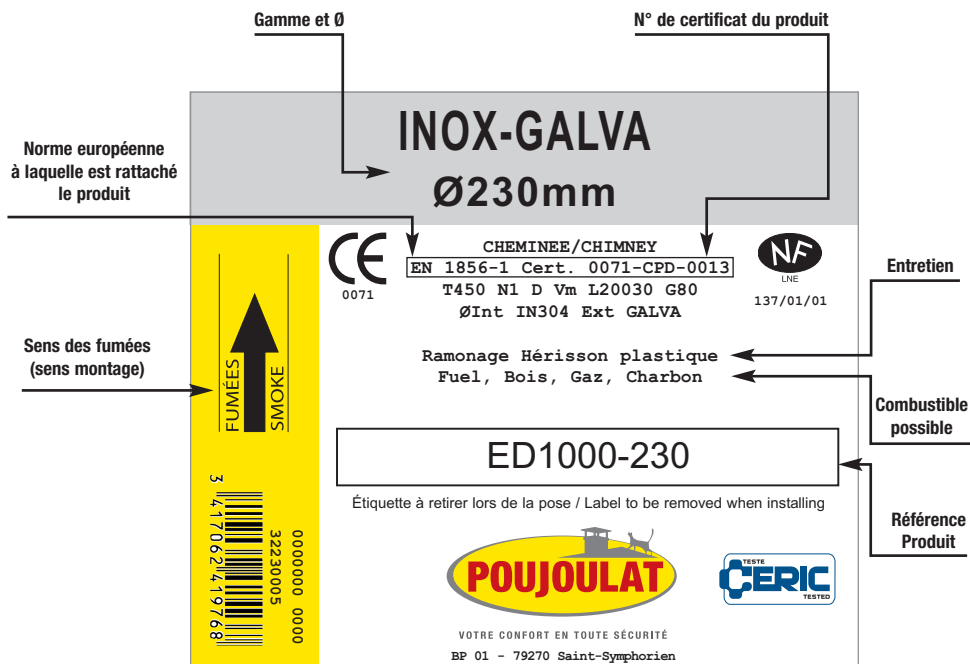 Gamme et Ø
N° de certificat du produit
Norme européenne
à laquelle est rattaché
le produit
INOX-GALVA
Ø230mm
CE
0071
CHEMINEE/CHIMNEY
EN 1856-1 Cert. 0071-CPD-0013
T450 N1 D Vm L20030 G80
ØInt IN304 Ext GALVA
NF
LNE
137/01/01
Entretien
Sens des fumées
(sens montage)
FUMÉES
SMOKE
Ramonage Hérisson plastique
Fuel, Bois, Gaz, Charbon
Combustible
possible
ED1000-230
Étiquette à retirer lors de la pose / Label to be removed when installing
Référence
Produit
3 417062 419768
32230005
00000000 0000
POUJOULAT
VOTRE CONFORT EN TOUTE SÉCURITÉ
BP 01 - 79270 Saint-Symphorien
TESTE
CERIC
TESTED